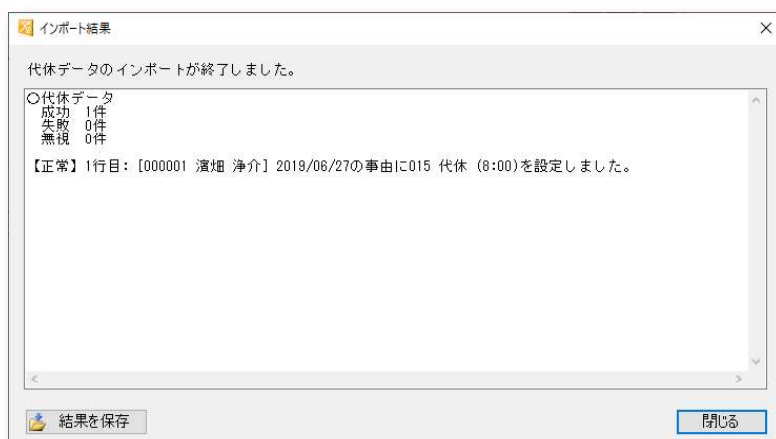 インポート結果
代休データのインポートが終了しました。
○代休データ
成功 1件
失敗 0件
無視 0件
【正常】1行目: [000001 濱畑 浄介] 2019/06/27の事由に015 代休 (8:00)を設定しました。
結果を保存
閉じる